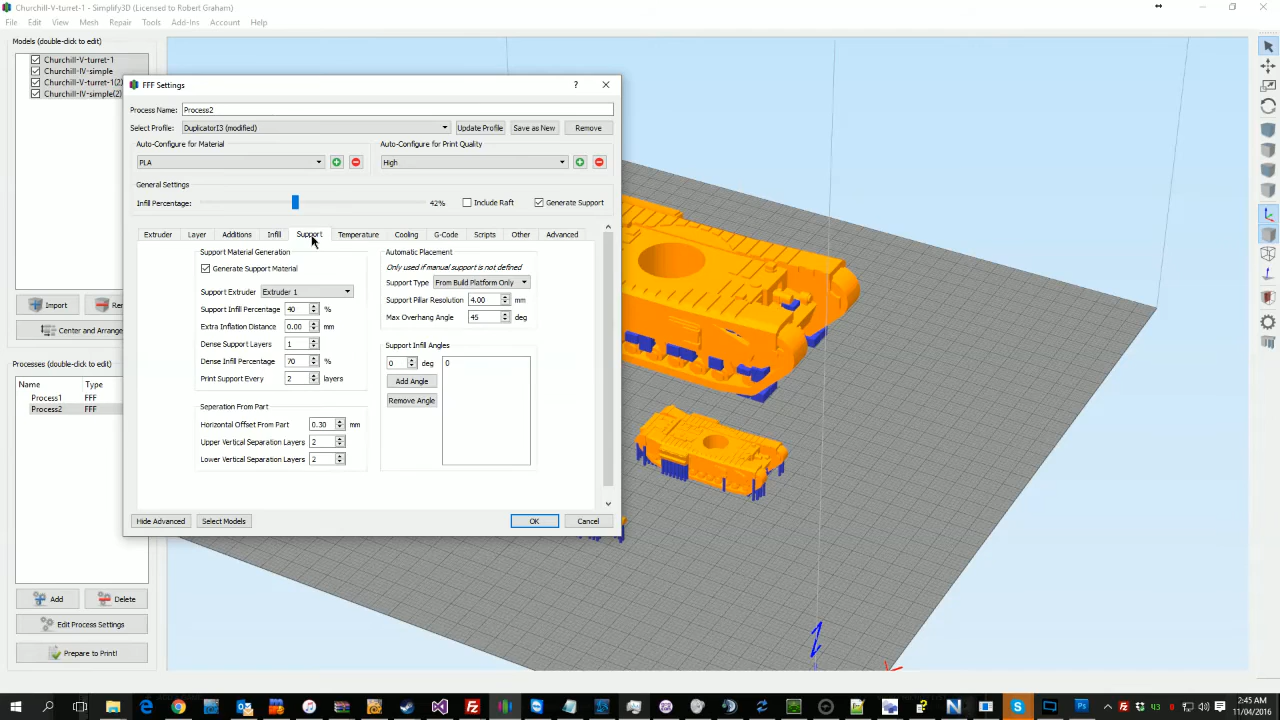 Churchill-V-turret-1 - Simplify3D (Licensed to Robert Graham)
File Edit View Mesh Repair Tools Add-Ins Account Help
Models (double-click to edit)
Churchill-V-turret-1
Churchill-IV-simple
Churchill-V-turret-1(2)
Churchill-IV-simple(2)
Import
Center and Arrange
Processes (double-click to edit)
Name Type
Process1 FFF
Process2 FFF
Add Delete
Edit Process Settings
Prepare to Print!
FFF Settings
?
Process Name: Process2
Select Profile: DuplicatorI3 (modified) Update Profile Save as New Remove
Auto-Configure for Material Auto-Configure for Print Quality
PLA High
General Settings
Infill Percentage: 42% Include Raft Generate Support
Extruder Layer Additions Infill Support Temperature Cooling G-Code Scripts Other Advanced
Support Material Generation
Generate Support Material
Support Extruder Extruder 1
Support Infill Percentage 40 %
Extra Inflation Distance 0.00 mm
Dense Support Layers 1
Dense Infill Percentage 70 %
Print Support Every 2 layers
Seperation From Part
Horizontal Offset From Part 0.30 mm
Upper Vertical Separation Layers 2
Lower Vertical Separation Layers 2
Automatic Placement
Only used if manual support is not defined
Support Type From Build Platform Only
Support Pillar Resolution 4.00 mm
Max Overhang Angle 45 deg
Support Infill Angles
0 deg 0
Add Angle
Remove Angle
Hide Advanced Select Models OK Cancel
2:45 AM
11/04/2016